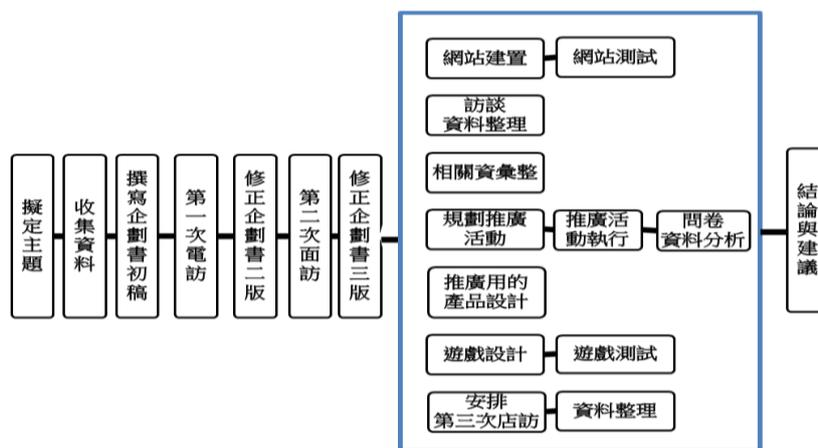 擬定主題
收集資料
撰寫企劃書初稿
第一次電訪
修正企劃書二版
第二次面訪
修正企劃書三版
網站建置
網站測試
訪談
資料整理
相關資彙整
規劃推廣
活動
推廣活
動執行
問卷
資料分析
推廣用的
產品設計
遊戲設計
遊戲測試
安排
第三次店訪
資料整理
結論與建議